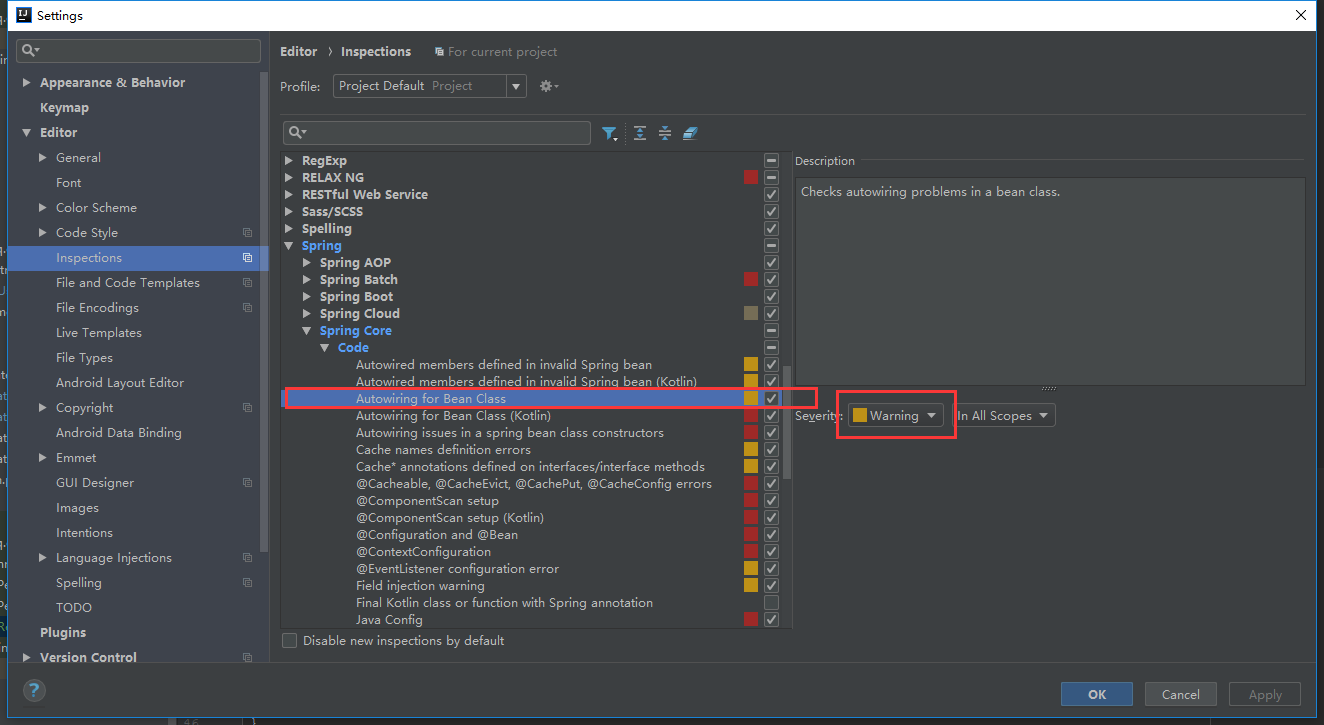 IJ Settings
Editor › Inspections For current project
Profile: Project Default Project
Appearance & Behavior
Keymap
Editor
General
Font
Color Scheme
Code Style
Inspections
File and Code Templates
File Encodings
Live Templates
File Types
Android Layout Editor
Copyright
Android Data Binding
Emmet
GUI Designer
Images
Intentions
Language Injections
Spelling
TODO
Plugins
Version Control
RegExp
RELAX NG
RESTful Web Service
Sass/SCSS
Spelling
Spring
Spring AOP
Spring Batch
Spring Boot
Spring Cloud
Spring Core
Code
Autowired members defined in invalid Spring bean
Autowired members defined in invalid Spring bean (Kotlin)
Autowiring for Bean Class
Autowiring for Bean Class (Kotlin)
Autowiring issues in a spring bean class constructors
Cache names definition errors
Cache* annotations defined on interfaces/interface methods
@Cacheable, @CacheEvict, @CachePut, @CacheConfig errors
@ComponentScan setup
@ComponentScan setup (Kotlin)
@Configuration and @Bean
@ContextConfiguration
@EventListener configuration error
Field injection warning
Final Kotlin class or function with Spring annotation
Java Config
Disable new inspections by default
Description
Checks autowiring problems in a bean class.
Severity: Warning In All Scopes
?
OK Cancel Apply
46 }